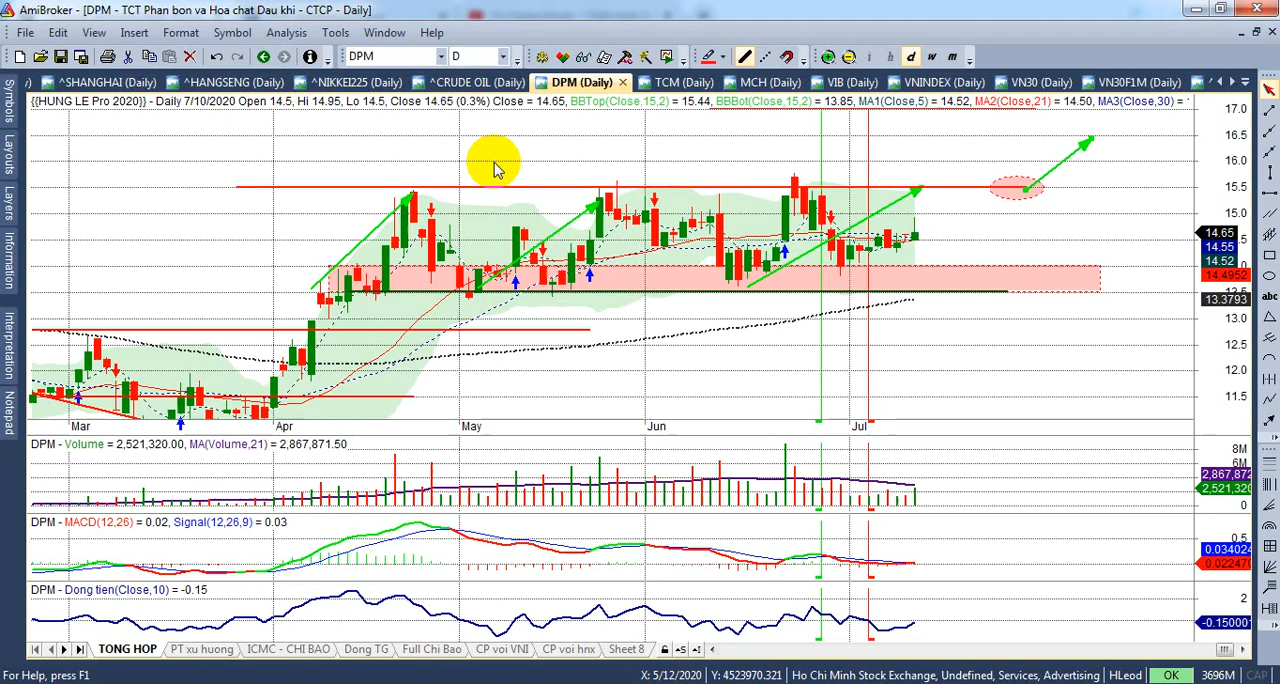 AmiBroker - [DPM - TCT Phan bon va Hoa chat Dau khi - CTCP - Daily]
File Edit View Insert Format Symbol Analysis Tools Window Help
DPM D i h d w m
^SHANGHAI (Daily) ^HANGSENG (Daily) ^NIKKEI225 (Daily) ^CRUDE OIL (Daily) DPM (Daily) TCM (Daily) MCH (Daily) VIB (Daily) VNINDEX (Daily) VN30 (Daily) VN30F1M (Daily)
{{HUNG LE Pro 2020}} - Daily 7/10/2020 Open 14.5, Hi 14.95, Lo 14.5, Close 14.65 (0.3%) Close = 14.65, BBTop(Close,15,2) = 15.44, BBBot(Close,15,2) = 13.85, MA1(Close,5) = 14.52, MA2(Close,21) = 14.50, MA3(Close,30) =
Symbols
Layouts
Layers
Information
Interpretation
Notepad
abc
17.0
16.5
16.0
15.5
15.0
14.65
14.55
14.52
14.4952
13.3793
13.0
12.5
12.0
11.5
Mar Apr May Jun Jul
DPM - Volume = 2,521,320.00, MA(Volume,21) = 2,867,871.50
8M
6M
2,867,872
2,521,320
0
DPM - MACD(12,26) = 0.02, Signal(12,26,9) = 0.03
0.5
0.034024
0.022470
DPM - Dong tien(Close,10) = -0.15
2
-0.15000
TONG HOP PT xu huong ICMC - CHI BAO Dong TG Full Chi Bao CP voi VNI CP voi hnx Sheet 8
For Help, press F1 X: 5/12/2020 Y: 4523970.321 Ho Chi Minh Stock Exchange, Undefined, Services, Advertising HLeod OK 3696M CAP